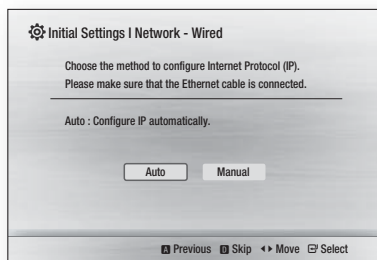 Initial Settings I Network - Wired
Choose the method to configure Internet Protocol (IP).
Please make sure that the Ethernet cable is connected.
Auto : Configure IP automatically.
Auto Manual
A Previous D Skip Move Select